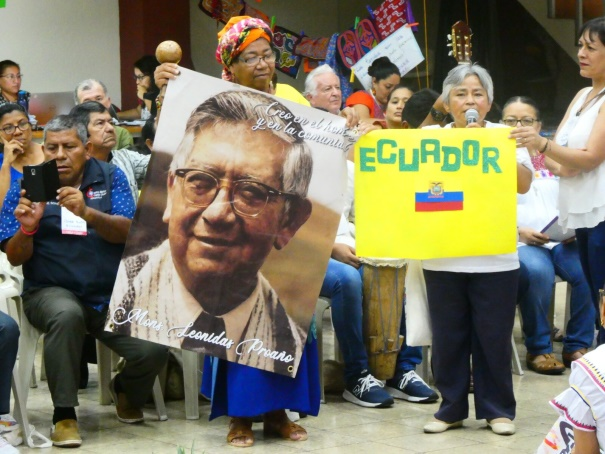 Creo en el hombre
y en la comunidad
Mons Leonidas Proaño
ECUADOR